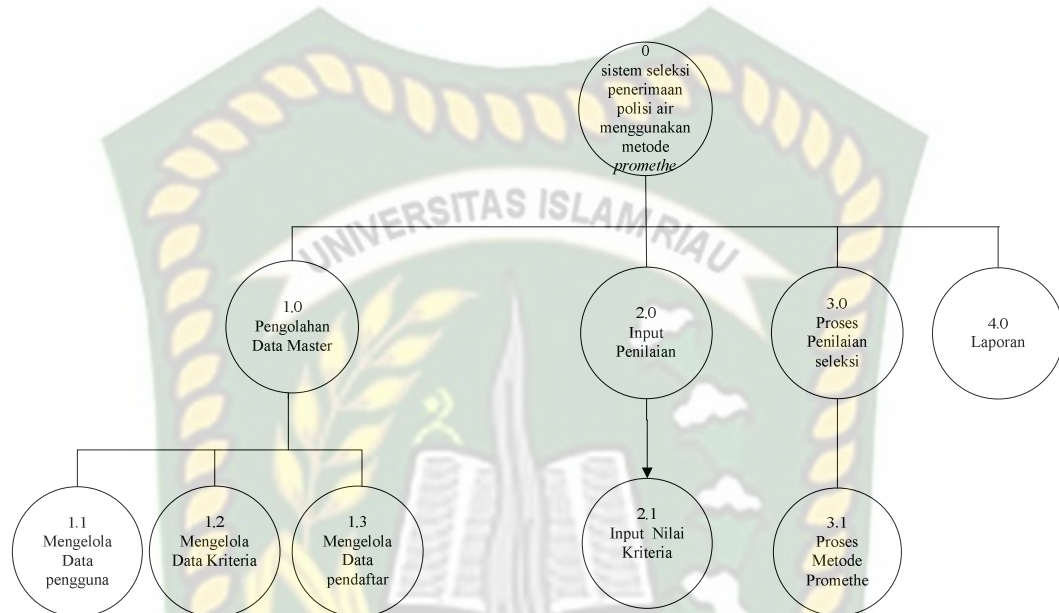 0
sistem seleksi
penerimaan
polisi air
menggunakan
metode
promethe
UNIVERSITAS ISLAM RIAU
1.0
Pengolahan
Data Master
2.0
Input
Penilaian
3.0
Proses
Penilaian
seleksi
4.0
Laporan
1.1
Mengelola
Data
pengguna
1.2
Mengelola
Data Kriteria
1.3
Mengelola
Data
pendaftar
2.1
Input Nilai
Kriteria
3.1
Proses
Metode
Promethe